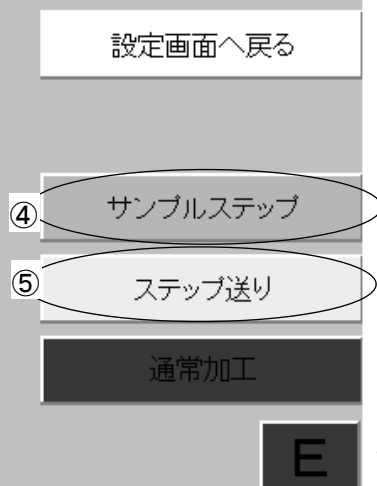 設定画面へ戻る
④ サンプルステップ
⑤ ステップ送り
通常加工
E